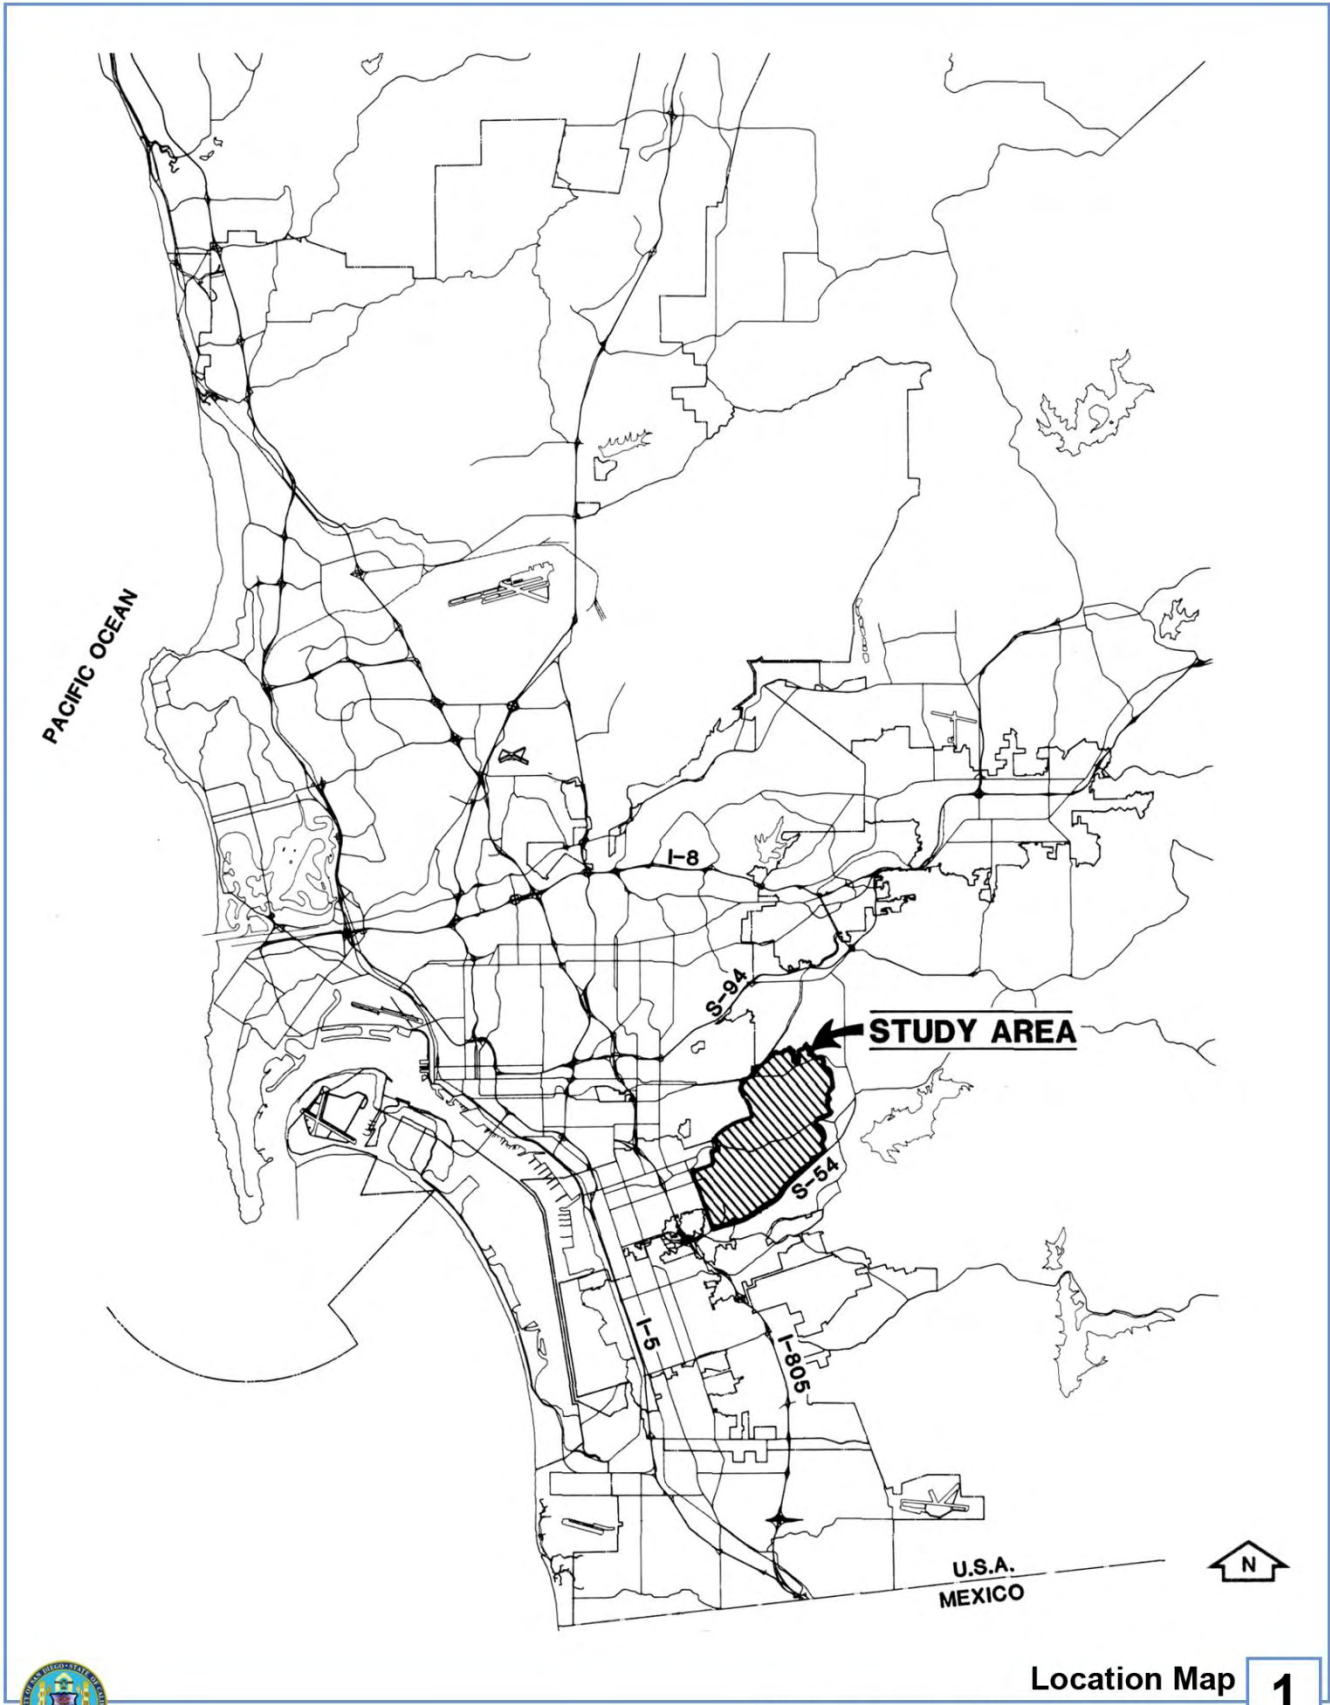 PACIFIC OCEAN
I-8
S-94
STUDY AREA
S-54
I-5
I-805
U.S.A.
MEXICO
N
Location Map
1